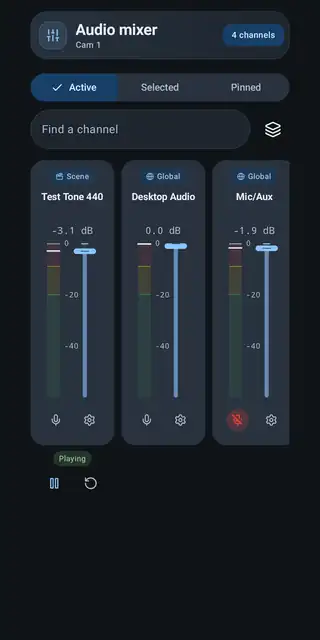 Audio mixer
Cam 1
4 channels
Active
Selected
Pinned
Find a channel
Scene
Test Tone 440
-3.1 dB
0
-20
-40
Global
Desktop Audio
0.0 dB
0
-20
-40
Global
Mic/Aux
-1.9 dB
0
-20
-40
Playing